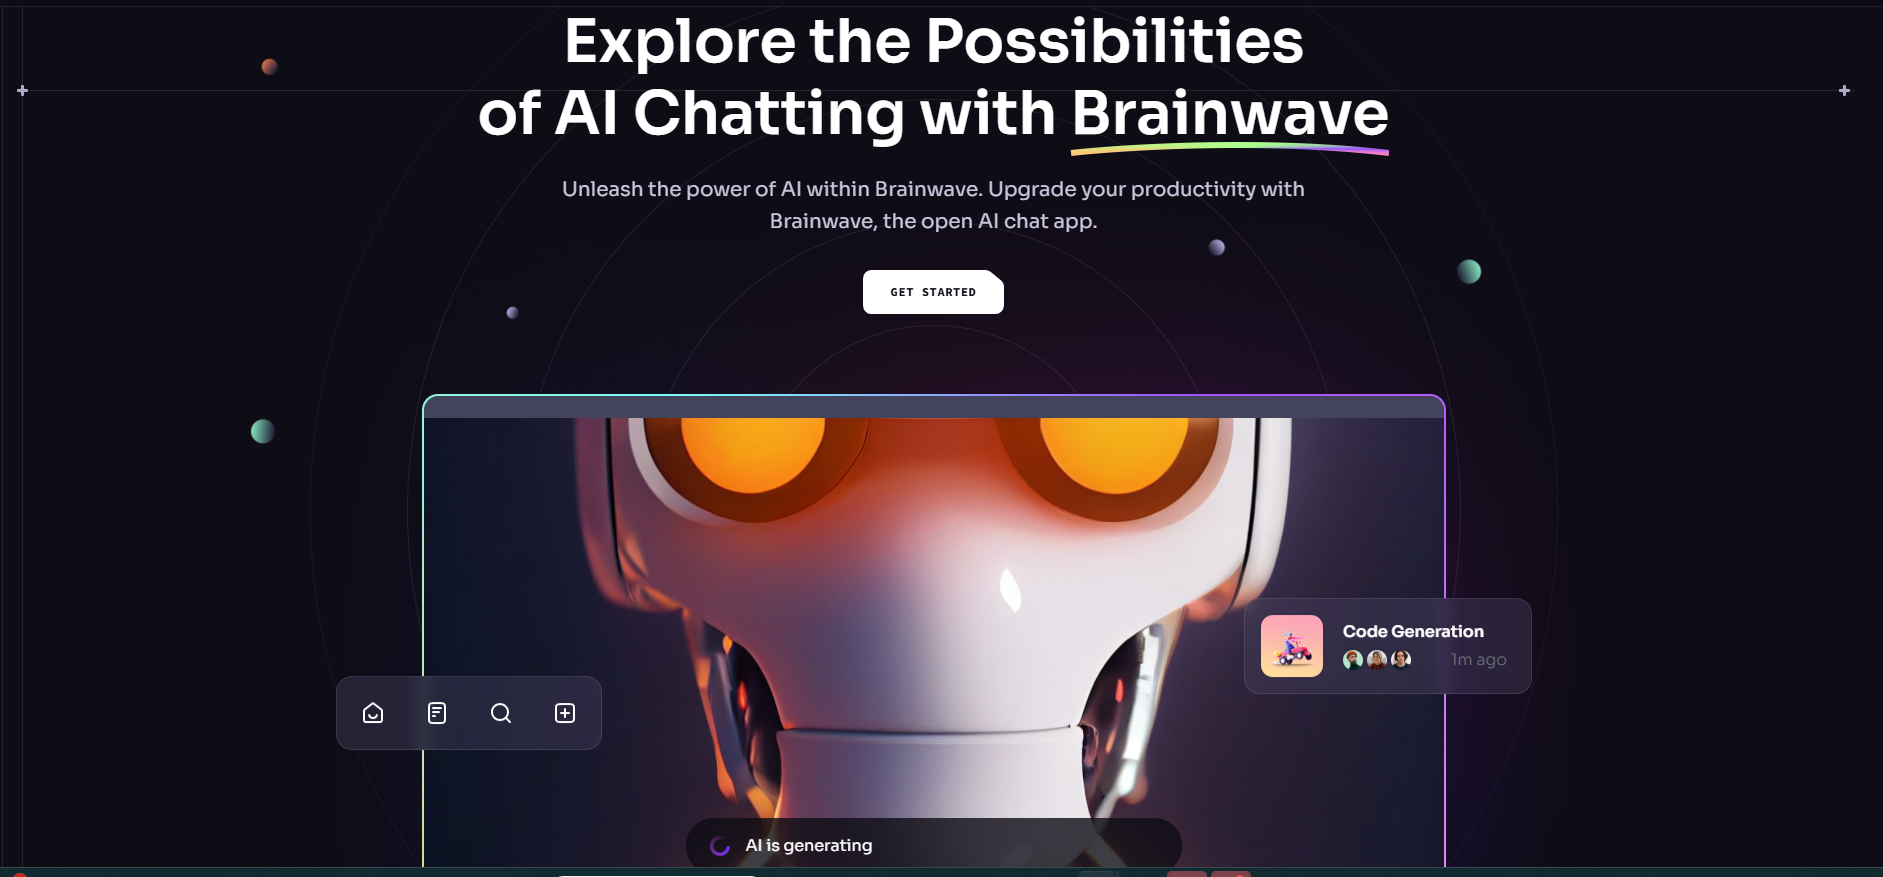 Explore the Possibilities
of AI Chatting with Brainwave
Unleash the power of AI within Brainwave. Upgrade your productivity with
Brainwave, the open AI chat app.
GET STARTED
Code Generation
1m ago
AI is generating